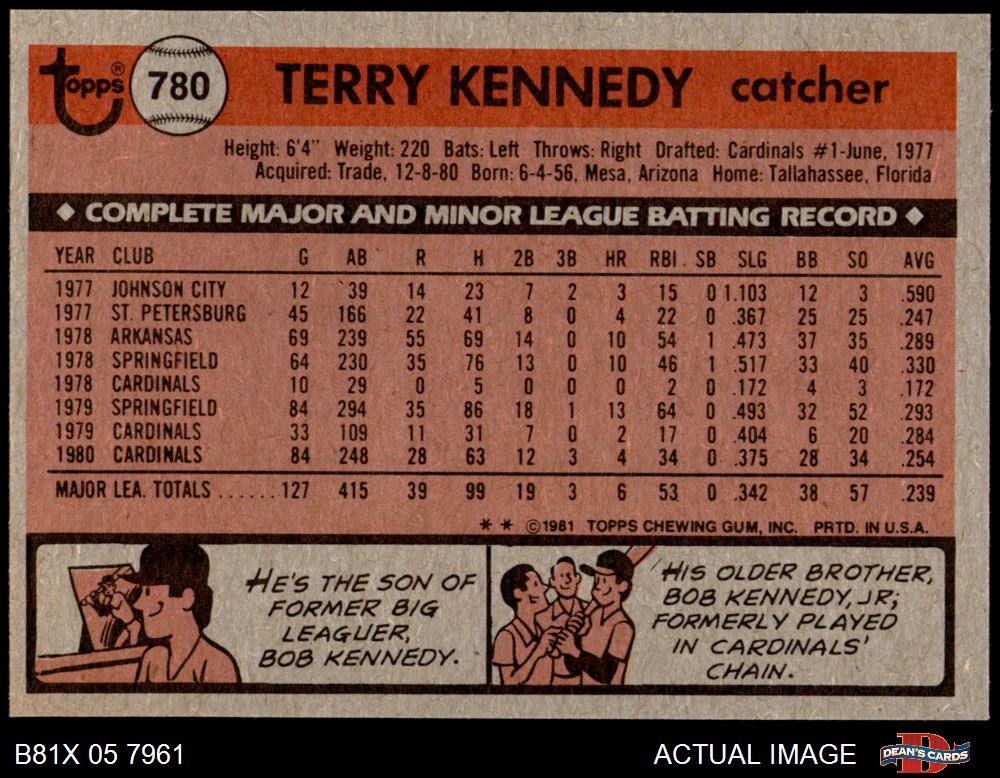 topps® 780 TERRY KENNEDY catcher
Height: 6'4" Weight: 220 Bats: Left Throws: Right Drafted: Cardinals #1-June, 1977
Acquired: Trade, 12-8-80 Born: 6-4-56, Mesa, Arizona Home: Tallahassee, Florida
◆ COMPLETE MAJOR AND MINOR LEAGUE BATTING RECORD ◆
YEAR CLUB G AB R H 2B 3B HR RBI SB SLG BB SO AVG
1977 JOHNSON CITY 12 39 14 23 7 2 3 15 0 1.103 12 3 .590
1977 ST. PETERSBURG 45 166 22 41 8 0 4 22 0 .367 25 25 .247
1978 ARKANSAS 69 239 55 69 14 0 10 54 1 .473 37 35 .289
1978 SPRINGFIELD 64 230 35 76 13 0 10 46 1 .517 33 40 .330
1978 CARDINALS 10 29 0 5 0 0 0 2 0 .172 4 3 .172
1979 SPRINGFIELD 84 294 35 86 18 1 13 64 0 .493 32 52 .293
1979 CARDINALS 33 109 11 31 7 0 2 17 0 .404 6 20 .284
1980 CARDINALS 84 248 28 63 12 3 4 34 0 .375 28 34 .254
MAJOR LEA. TOTALS ...... 127 415 39 99 19 3 6 53 0 .342 38 57 .239
* * ©1981 TOPPS CHEWING GUM, INC. PRTD. IN U.S.A.
HE'S THE SON OF
FORMER BIG
LEAGUER,
BOB KENNEDY.
HIS OLDER BROTHER,
BOB KENNEDY, JR;
FORMERLY PLAYED
IN CARDINALS'
CHAIN.
B81X 05 7961 ACTUAL IMAGE DEAN'S CARDS